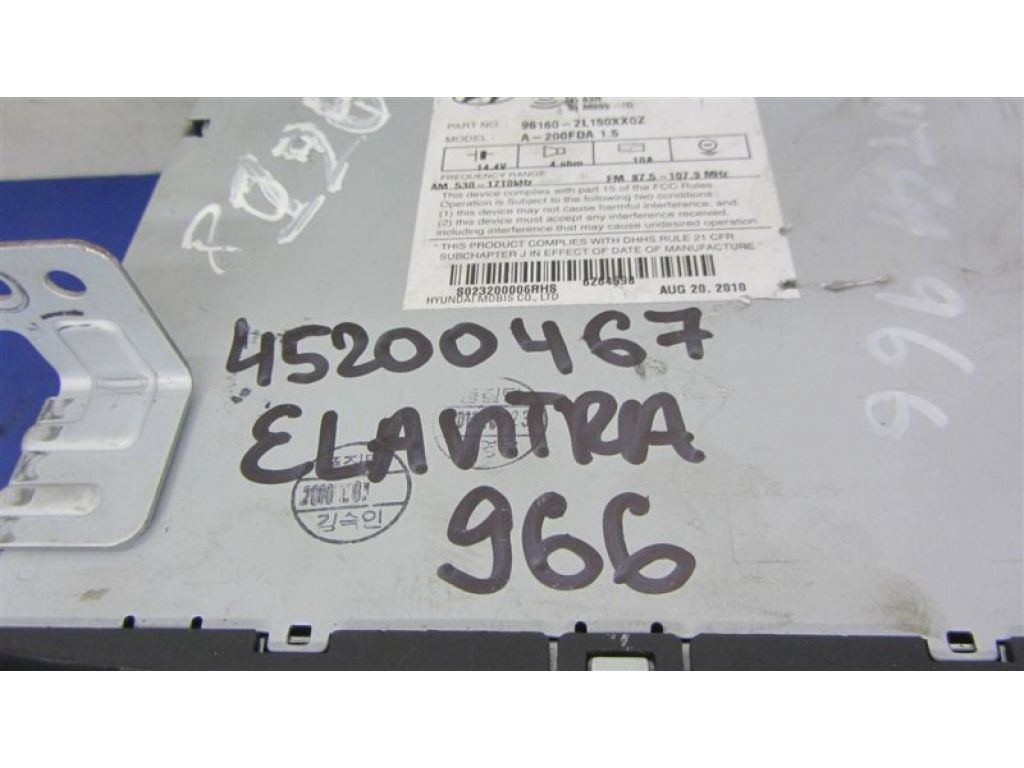 PART NO: 96160-2L150XX0Z
MODEL: A-200FDA 1.5
14.4V 4 ohm 10A
FREQUENCY RANGE
AM 530-1710kHz FM 87.5-107.9 MHz
This device complies with part 15 of the FCC Rules.
Operation is Subject to the following two conditions:
(1) this device may not cause harmful interference, and
(2) this device must accept any interference received,
including interference that may cause undesired operation
"THIS PRODUCT COMPLIES WITH DHHS RULE 21 CFR
SUBCHAPTER J IN EFFECT OF DATE OF MANUFACTURE"
S023200006RHS 6264998 AUG 20. 2010
HYUNDAI MOBIS CO., LTD
45200467
ELANTRA
966
김숙인
966